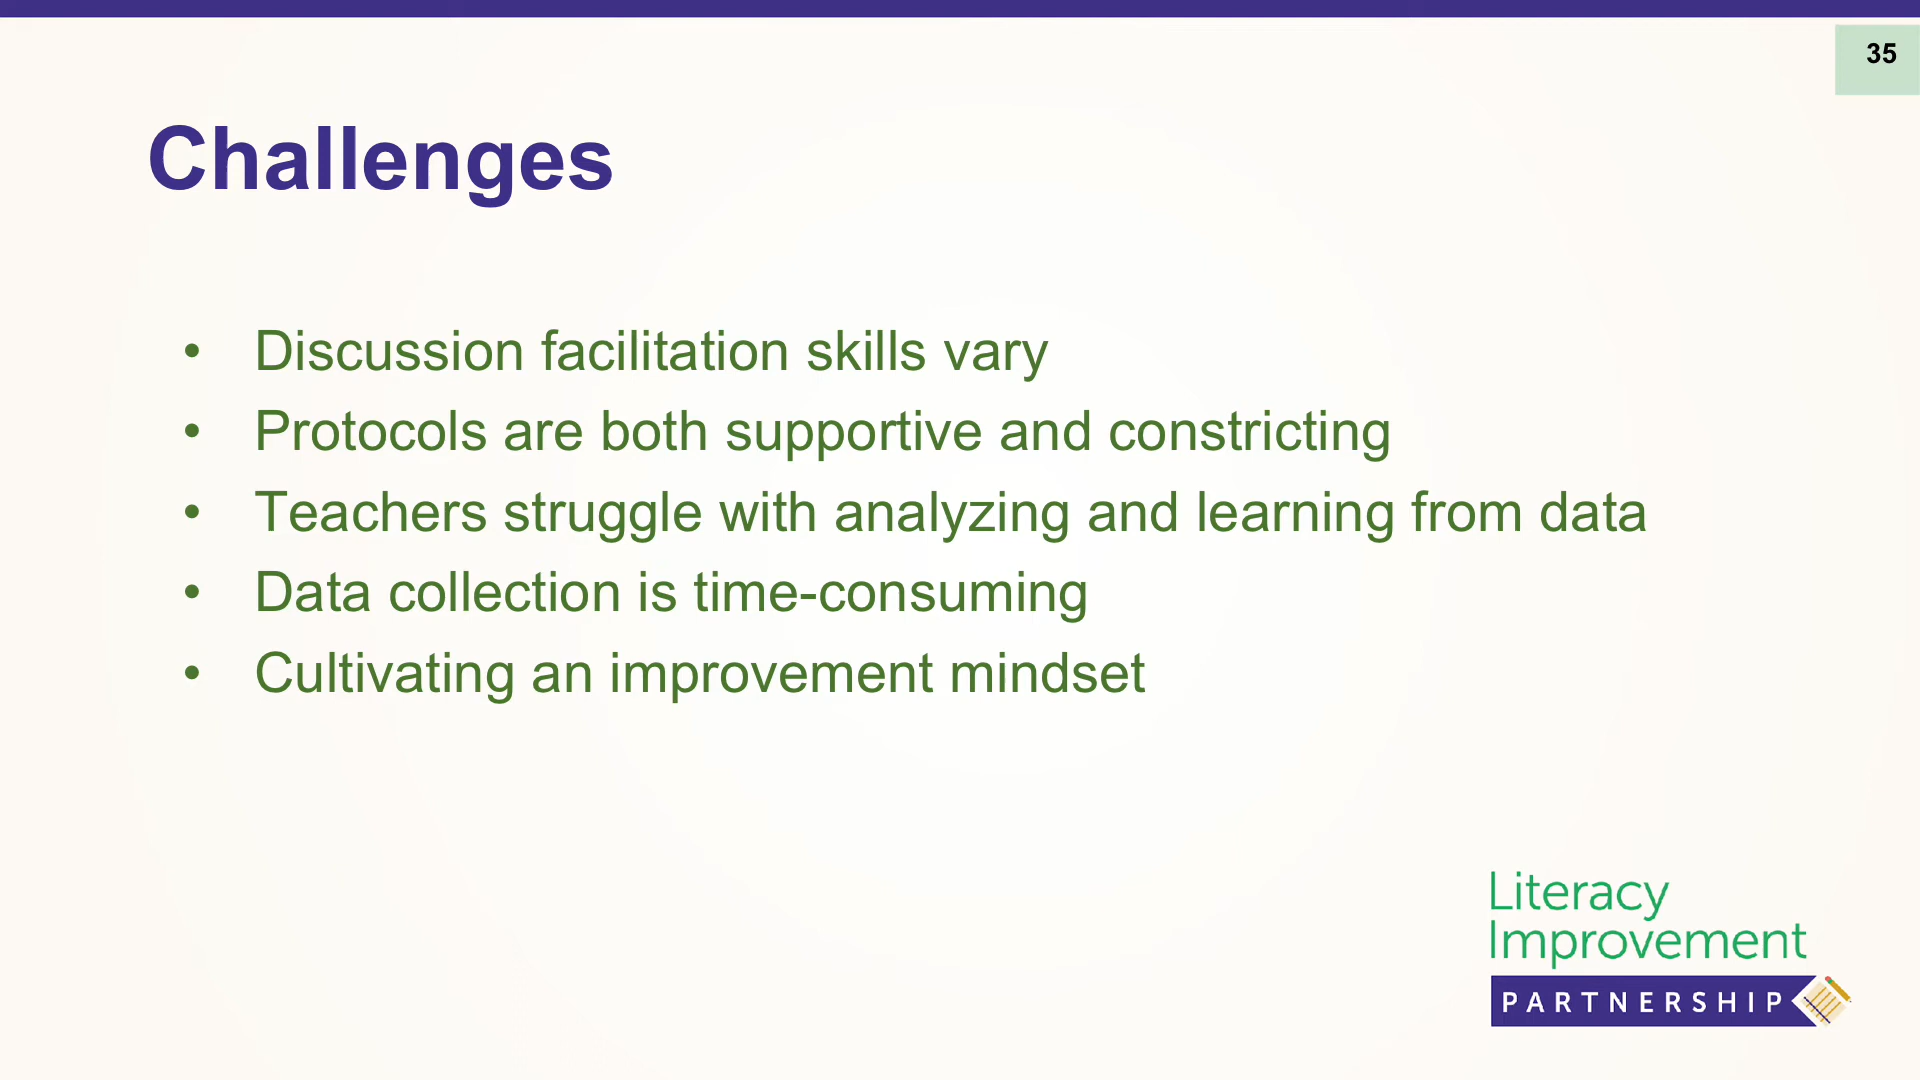 35
Challenges
• Discussion facilitation skills vary
• Protocols are both supportive and constricting
• Teachers struggle with analyzing and learning from data
• Data collection is time-consuming
• Cultivating an improvement mindset
Literacy
Improvement
PARTNERSHIP